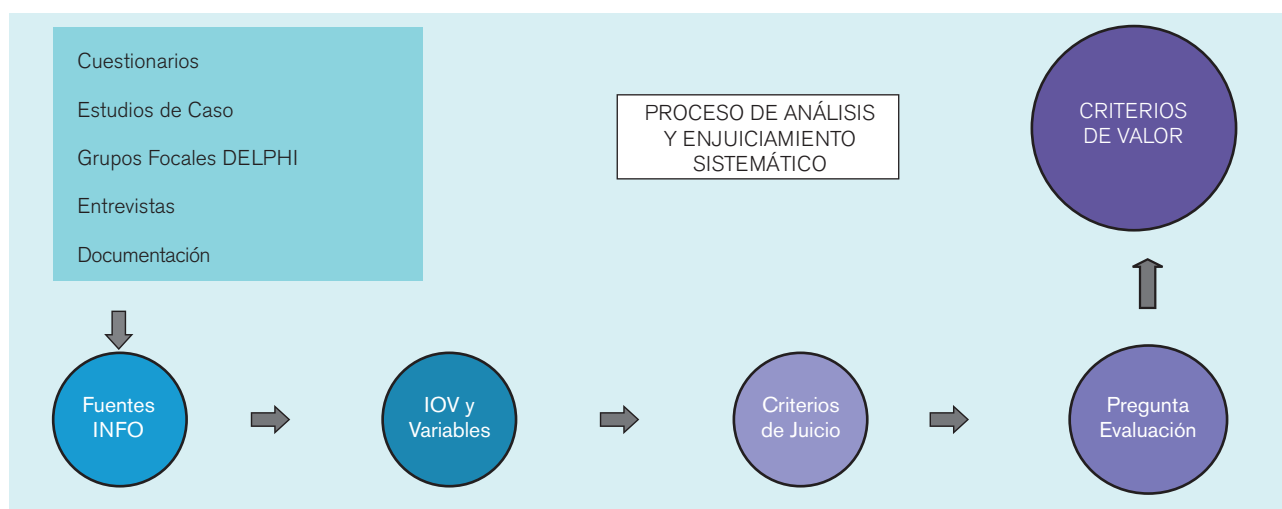 Cuestionarios
Estudios de Caso
Grupos Focales DELPHI
Entrevistas
Documentación
PROCESO DE ANÁLISIS
Y ENJUICIAMIENTO
SISTEMÁTICO
CRITERIOS
DE VALOR
Fuentes
INFO
IOV y
Variables
Criterios
de Juicio
Pregunta
Evaluación